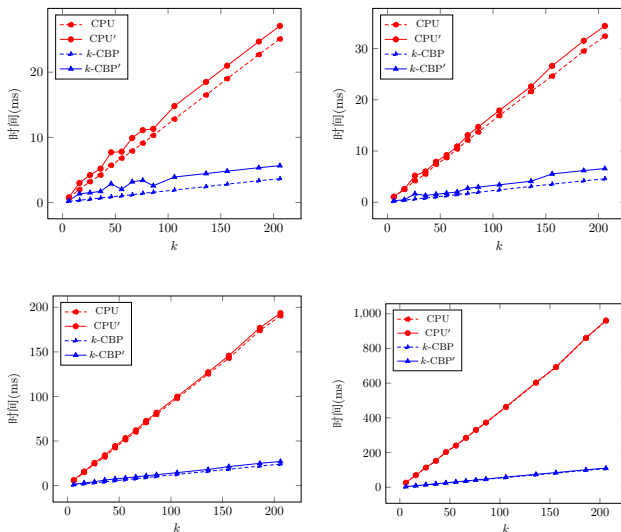 CPU
CPU′
k-CBP
k-CBP′
20
10
0
时间(ms)
0 50 100 150 200
k
CPU
CPU′
k-CBP
k-CBP′
30
20
10
0
时间(ms)
0 50 100 150 200
k
CPU
CPU′
k-CBP
k-CBP′
200
150
100
50
0
时间(ms)
0 50 100 150 200
k
CPU
CPU′
k-CBP
k-CBP′
1,000
800
600
400
200
0
时间(ms)
0 50 100 150 200
k